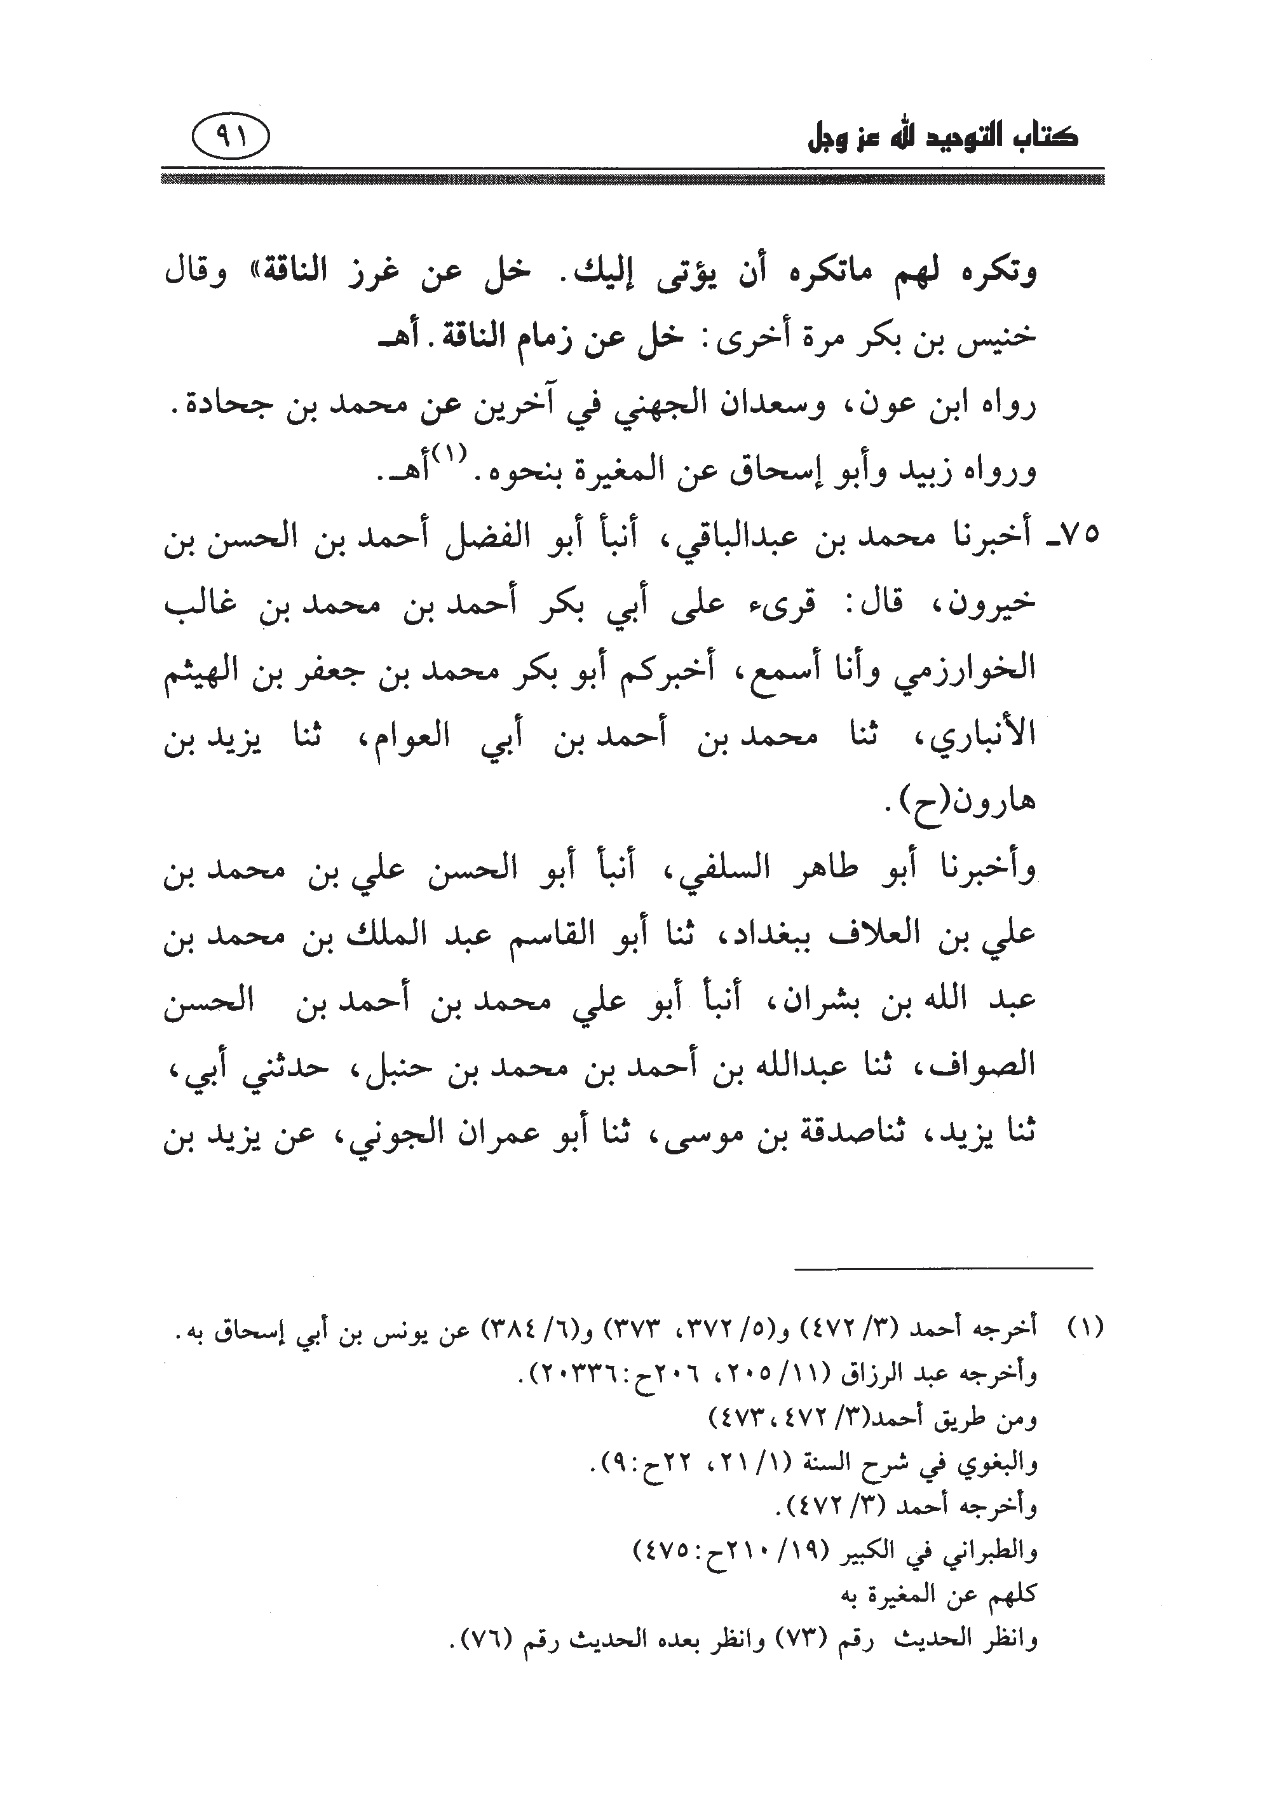 كتاب التوحيد لله عز وجل
٩١
وتكره لهم ماتكره أن يؤتى إليك. خل عن غرز الناقة» وقال
خنيس بن بكر مرة أخرى: خل عن زمام الناقة. أهـ
رواه ابن عون، وسعدان الجهني في آخرين عن محمد بن جحادة.
ورواه زبيد وأبو إسحاق عن المغيرة بنحوه.(١)أهـ.
٧٥ـ أخبرنا محمد بن عبدالباقي، أنبأ أبو الفضل أحمد بن الحسن بن
خيرون، قال: قرىء على أبي بكر أحمد بن محمد بن غالب
الخوارزمي وأنا أسمع، أخبركم أبو بكر محمد بن جعفر بن الهيثم
الأنباري، ثنا محمد بن أحمد بن أبي العوام، ثنا يزيد بن
هارون(ح).
وأخبرنا أبو طاهر السلفي، أنبأ أبو الحسن علي بن محمد بن
علي بن العلاف ببغداد، ثنا أبو القاسم عبد الملك بن محمد بن
عبد الله بن بشران، أنبأ أبو علي محمد بن أحمد بن الحسن
الصواف، ثنا عبدالله بن أحمد بن محمد بن حنبل، حدثني أبي،
ثنا يزيد، ثناصدقة بن موسى، ثنا أبو عمران الجوني، عن يزيد بن
(١) أخرجه أحمد (٣/ ٤٧٢) و(٥/ ٣٧٢، ٣٧٣) و(٦/ ٣٨٤) عن يونس بن أبي إسحاق به.
وأخرجه عبد الرزاق (١١/ ٢٠٥، ٢٠٦ح:٢٠٣٣٦).
ومن طريق أحمد(٣/ ٤٧٢،٤٧٣)
والبغوي في شرح السنة (١/ ٢١، ٢٢ح:٩).
وأخرجه أحمد (٣/ ٤٧٢).
والطبراني في الكبير (١٩/ ٢١٠ح:٤٧٥)
كلهم عن المغيرة به
وانظر الحديث رقم (٧٣) وانظر بعده الحديث رقم (٧٦).